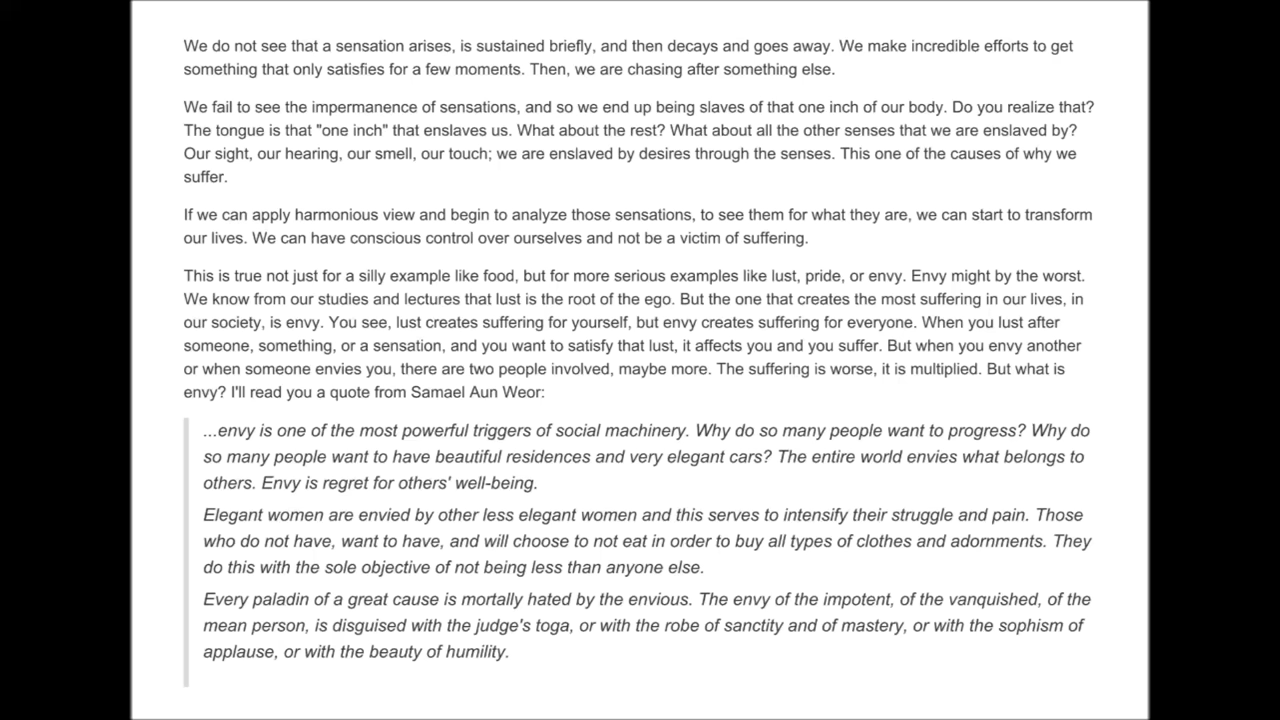 We do not see that a sensation arises, is sustained briefly, and then decays and goes away. We make incredible efforts to get
something that only satisfies for a few moments. Then, we are chasing after something else.
We fail to see the impermanence of sensations, and so we end up being slaves of that one inch of our body. Do you realize that?
The tongue is that "one inch" that enslaves us. What about the rest? What about all the other senses that we are enslaved by?
Our sight, our hearing, our smell, our touch; we are enslaved by desires through the senses. This one of the causes of why we
suffer.
If we can apply harmonious view and begin to analyze those sensations, to see them for what they are, we can start to transform
our lives. We can have conscious control over ourselves and not be a victim of suffering.
This is true not just for a silly example like food, but for more serious examples like lust, pride, or envy. Envy might by the worst.
We know from our studies and lectures that lust is the root of the ego. But the one that creates the most suffering in our lives, in
our society, is envy. You see, lust creates suffering for yourself, but envy creates suffering for everyone. When you lust after
someone, something, or a sensation, and you want to satisfy that lust, it affects you and you suffer. But when you envy another
or when someone envies you, there are two people involved, maybe more. The suffering is worse, it is multiplied. But what is
envy? I'll read you a quote from Samael Aun Weor:
...envy is one of the most powerful triggers of social machinery. Why do so many people want to progress? Why do
so many people want to have beautiful residences and very elegant cars? The entire world envies what belongs to
others. Envy is regret for others' well-being.
Elegant women are envied by other less elegant women and this serves to intensify their struggle and pain. Those
who do not have, want to have, and will choose to not eat in order to buy all types of clothes and adornments. They
do this with the sole objective of not being less than anyone else.
Every paladin of a great cause is mortally hated by the envious. The envy of the impotent, of the vanquished, of the
mean person, is disguised with the judge's toga, or with the robe of sanctity and of mastery, or with the sophism of
applause, or with the beauty of humility.